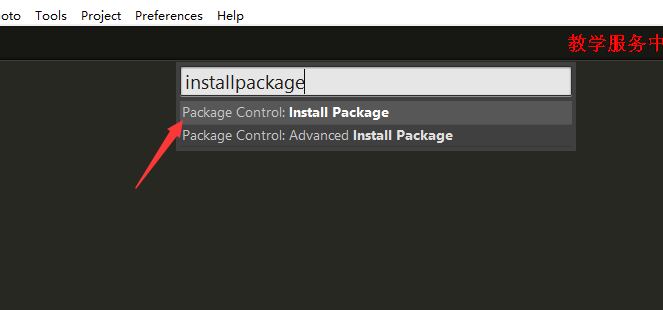 oto Tools Project Preferences Help
教学服务中
installpackage
Package Control: Install Package
Package Control: Advanced Install Package